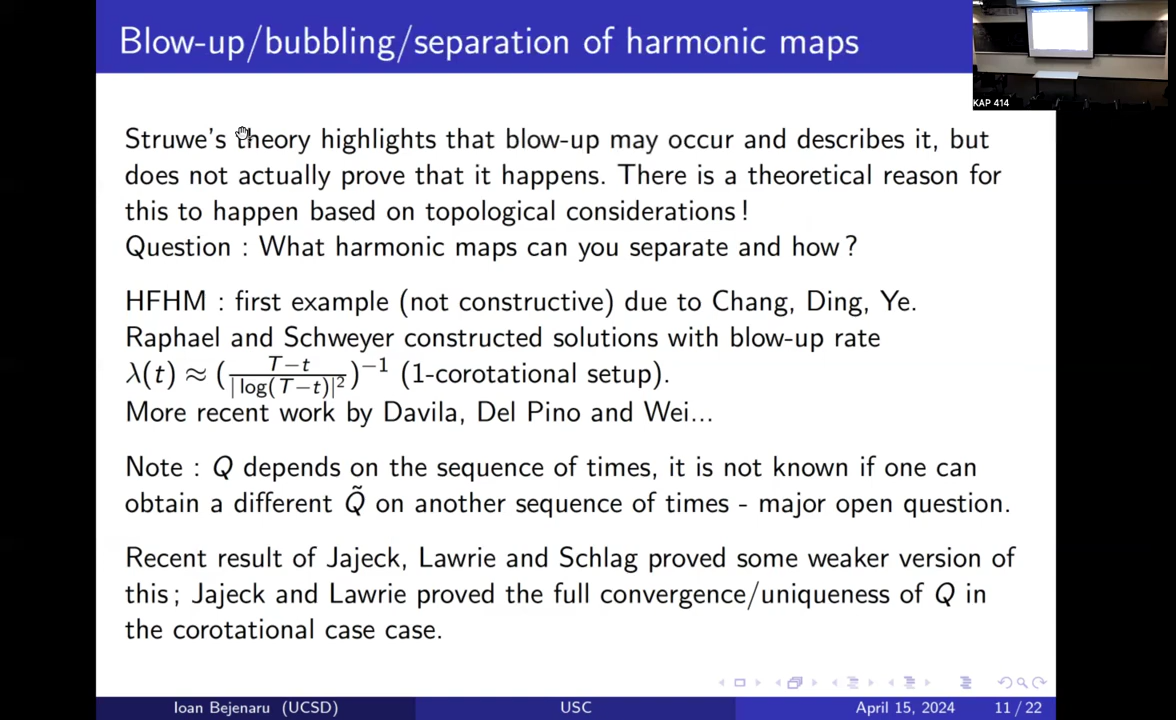 Blow-up/bubbling/separation of harmonic maps
KAP 414
Struwe's theory highlights that blow-up may occur and describes it, but
does not actually prove that it happens. There is a theoretical reason for
this to happen based on topological considerations !
Question : What harmonic maps can you separate and how ?
HFHM : first example (not constructive) due to Chang, Ding, Ye.
Raphael and Schweyer constructed solutions with blow-up rate
λ(t) ≈ (\frac{T−t}{|log(T−t)|^2})^{−1} (1-corotational setup).
More recent work by Davila, Del Pino and Wei...
Note : Q depends on the sequence of times, it is not known if one can
obtain a different Q̃ on another sequence of times - major open question.
Recent result of Jajeck, Lawrie and Schlag proved some weaker version of
this ; Jajeck and Lawrie proved the full convergence/uniqueness of Q in
the corotational case case.
Ioan Bejenaru (UCSD) USC April 15, 2024 11 / 22